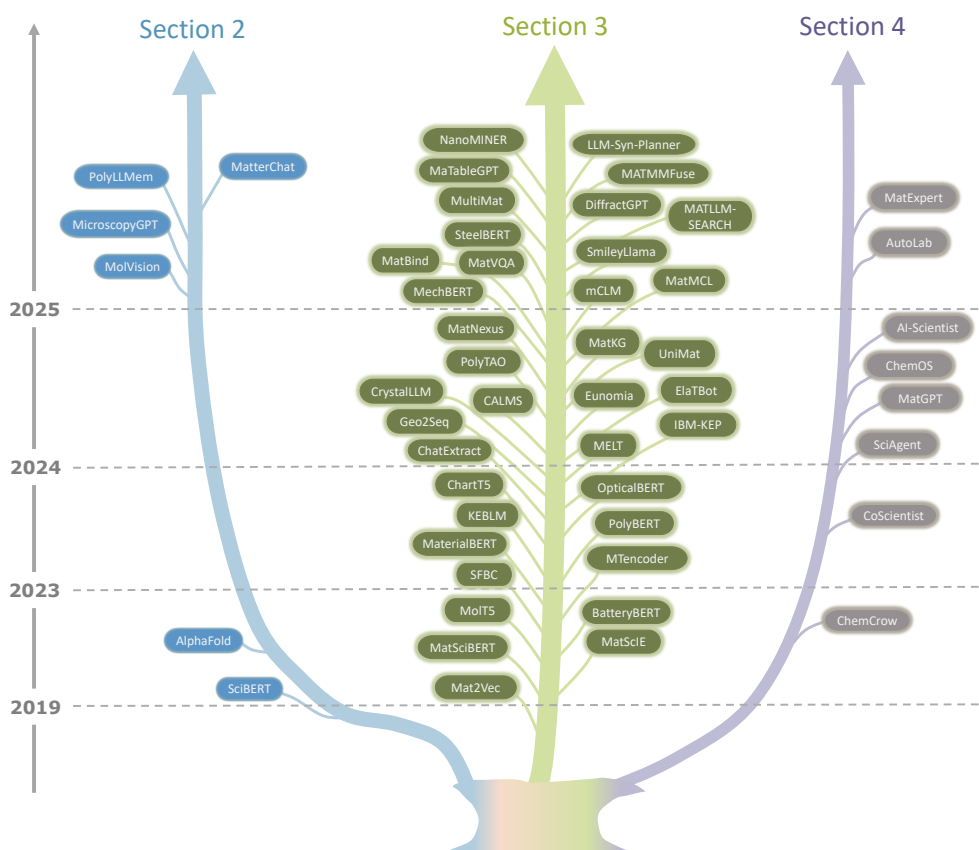 Section 2
Section 3
Section 4
NanoMINER
LLM-Syn-Planner
MatterChat
MaTableGPT
MATMMFuse
PolyLLMem
MultiMat
DiffractGPT
MATLLM-
SEARCH
MatExpert
MicroscopyGPT
SteelBERT
SmileyLlama
AutoLab
MolVision
MatBind
MatVQA
MatMCL
MechBERT
mCLM
2025
MatNexus
MatKG
AI-Scientist
PolyTAO
UniMat
ChemOS
CrystalLLM
CALMS
Eunomia
ElaTBot
MatGPT
Geo2Seq
IBM-KEP
ChatExtract
MELT
SciAgent
2024
ChartT5
OpticalBERT
KEBLM
PolyBERT
CoScientist
MaterialBERT
MTencoder
SFBC
2023
MolT5
BatteryBERT
ChemCrow
AlphaFold
MatSciBERT
MatScIE
SciBERT
Mat2Vec
2019